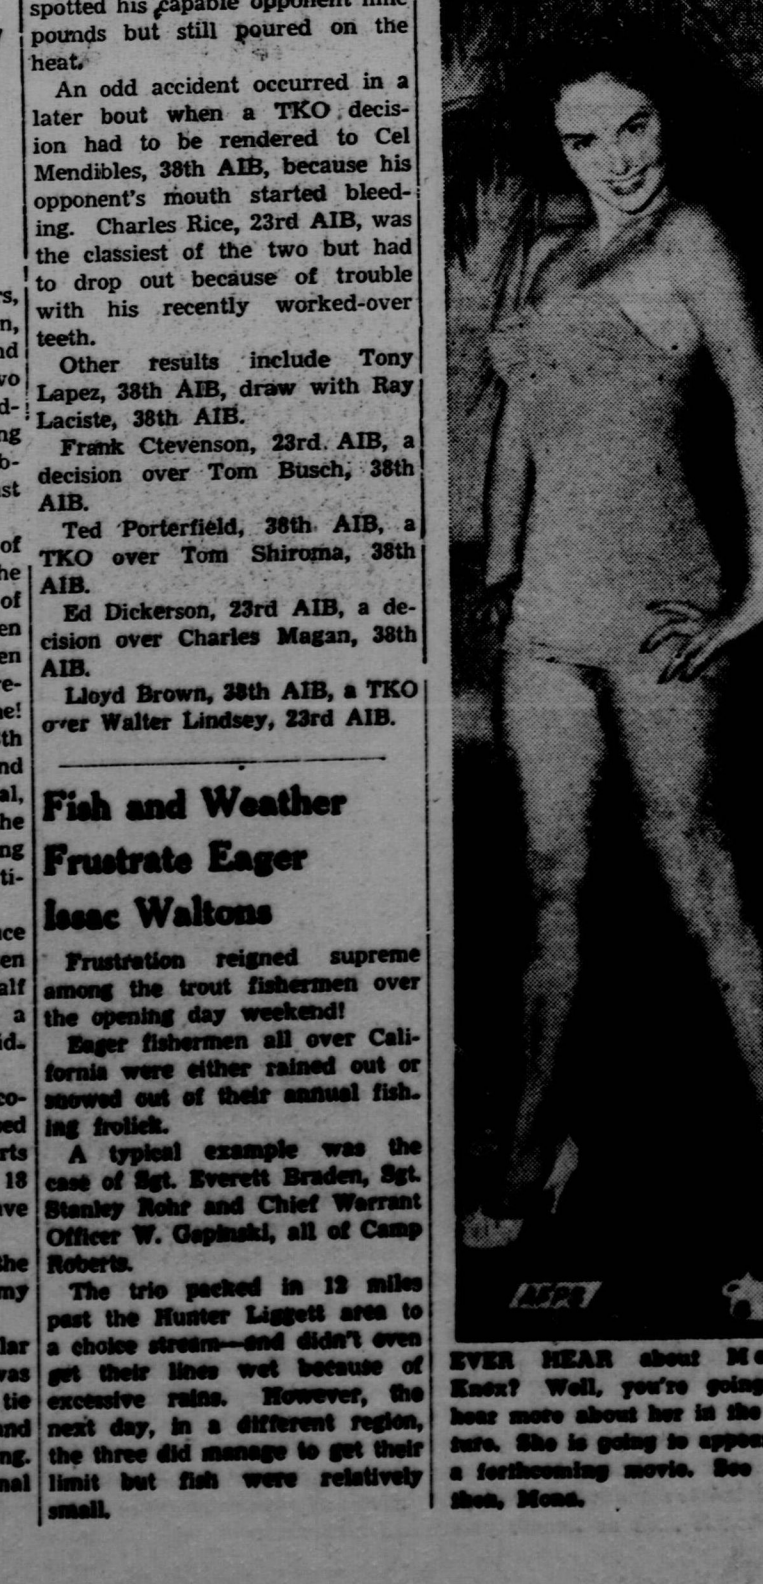 spotted his capable opponent nine
pounds but still poured on the
heat.
An odd accident occurred in a
later bout when a TKO decis-
ion had to be rendered to Cel
Mendibles, 38th AIB, because his
opponent's mouth started bleed-
ing. Charles Rice, 23rd AIB, was
the classiest of the two but had
to drop out because of trouble
with his recently worked-over
teeth.
Other results include Tony
Lapez, 38th AIB, draw with Ray
Laciste, 38th AIB.
Frank Ctevenson, 23rd AIB, a
decision over Tom Busch, 38th
AIB.
Ted Porterfield, 38th AIB, a
TKO over Tom Shiroma, 38th
AIB.
Ed Dickerson, 23rd AIB, a de-
cision over Charles Magan, 38th
AIB.
Lloyd Brown, 38th AIB, a TKO
over Walter Lindsey, 23rd AIB.
Fish and Weather
Frustrate Eager
Isaac Waltons
Frustration reigned supreme
among the trout fishermen over
the opening day weekend!
Eager fishermen all over Cali-
fornia were either rained out or
snowed out of their annual fish-
ing frolick.
A typical example was the
case of Sgt. Everett Braden, Sgt.
Stanley Rohr and Chief Warrant
Officer W. Gapinski, all of Camp
Roberts.
The trio packed in 12 miles
past the Hunter Liggett area to
a choice stream—and didn't even
get their lines wet because of
excessive rains. However, the
next day, in a different region,
the three did manage to get their
limit but fish were relatively
small.
AFPS
EVER HEAR about
Knox? Well, you're going
hear more about her in the
ture. She is going to appea
a forthcoming movie. See
then, Mona.